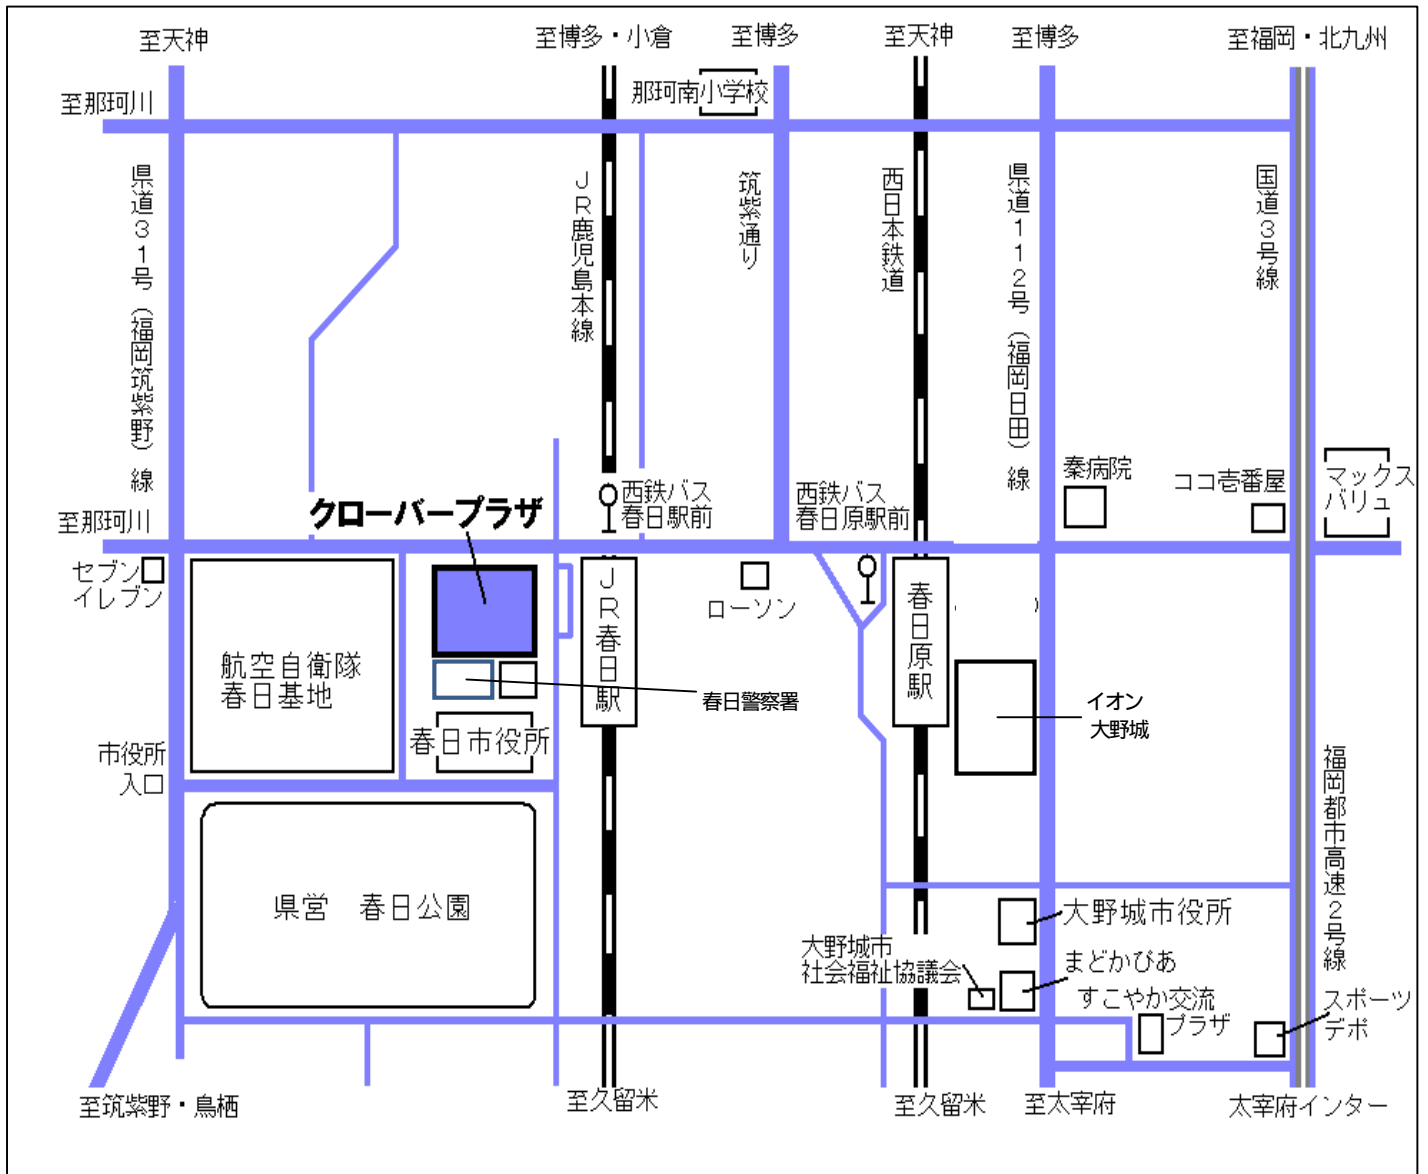 至天神
至博多・小倉
至博多
至天神
至博多
至福岡・北九州
至那珂川
那珂南小学校
県道31号（福岡筑紫野）線
JR鹿児島本線
筑紫通り
西日本鉄道
県道112号（福岡日田）線
国道3号線
至那珂川
クローバープラザ
西鉄バス
春日駅前
西鉄バス
春日原駅前
秦病院
ココ壱番屋
マックス
バリュ
セブン
イレブン
航空自衛隊
春日基地
JR春日駅
ローソン
春日原駅
春日警察署
イオン
大野城
春日市役所
市役所
入口
福岡都市高速2号線
県営　春日公園
大野城市役所
大野城市
社会福祉協議会
まどかぴあ
すこやか交流
プラザ
スポーツ
デポ
至筑紫野・鳥栖
至久留米
至久留米
至太宰府
太宰府インター